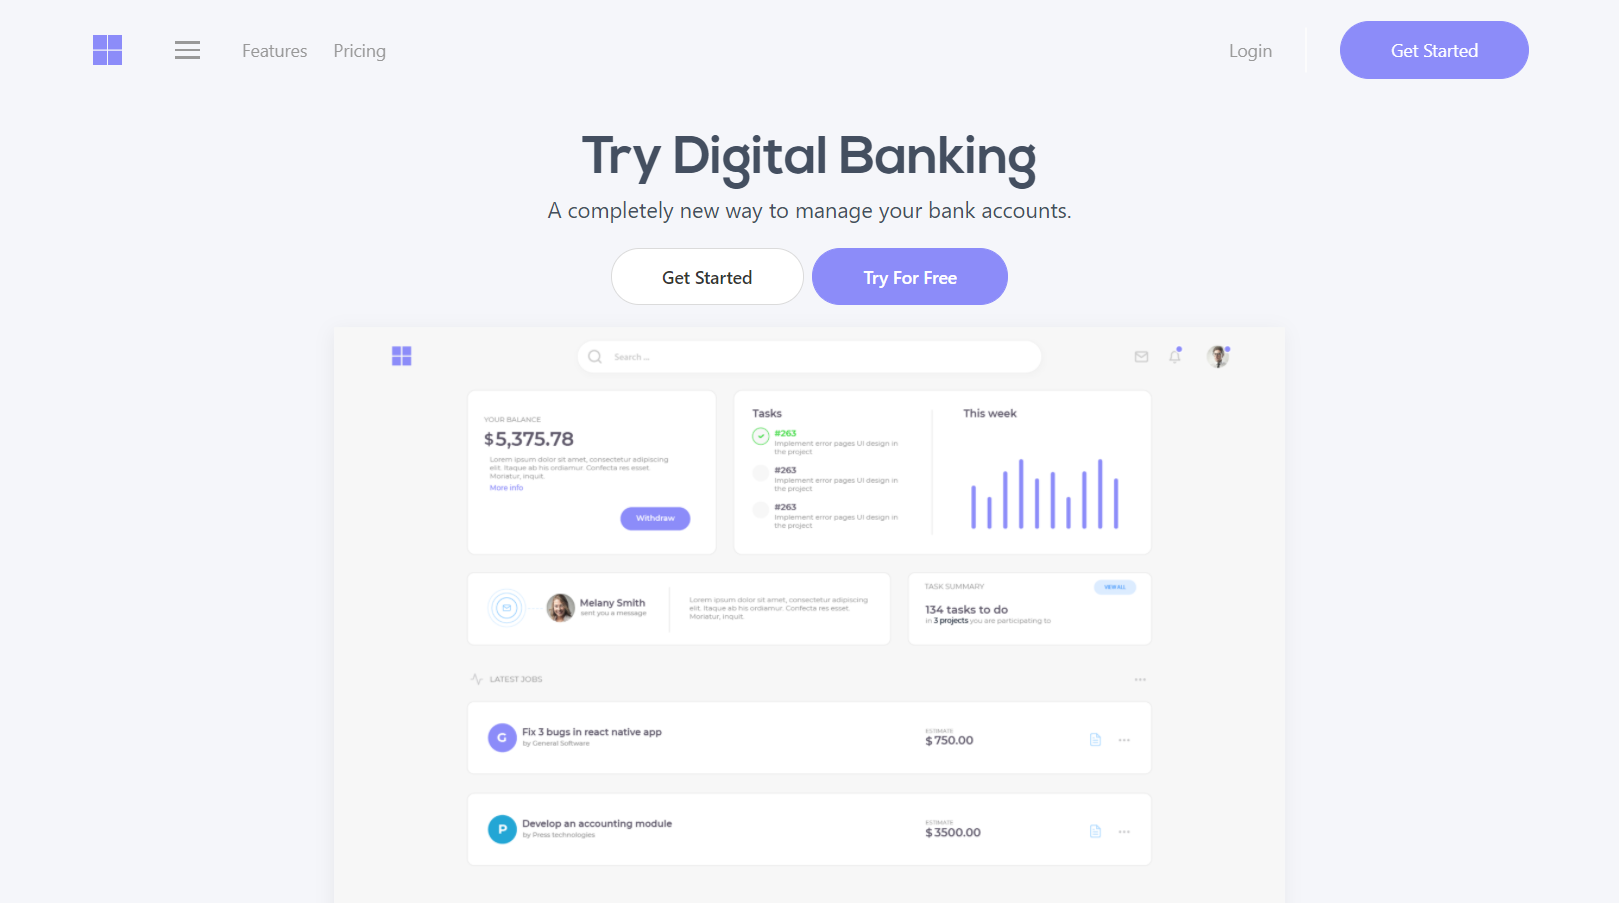 Features Pricing Login Get Started
Try Digital Banking
A completely new way to manage your bank accounts.
Get Started Try For Free
Search ...
YOUR BALANCE
$5,375.78
Lorem ipsum dolor sit amet, consectetur adipiscing
elit. Itaque ab his ordiamur. Confecta res esset.
Moriatur, inquit.
More info
Withdraw
Tasks
#263
Implement error pages UI design in
the project
#263
Implement error pages UI design in
the project
#263
Implement error pages UI design in
the project
This week
Melany Smith
sent you a message
Lorem ipsum dolor sit amet, consectetur adipiscing
elit. Itaque ab his ordiamur. Confecta res esset.
Moriatur, inquit.
TASK SUMMARY
VIEW ALL
134 tasks to do
in 3 projects you are participating to
LATEST JOBS
G
Fix 3 bugs in react native app
by General Software
ESTIMATE
$750.00
P
Develop an accounting module
by Press technologies
ESTIMATE
$3500.00